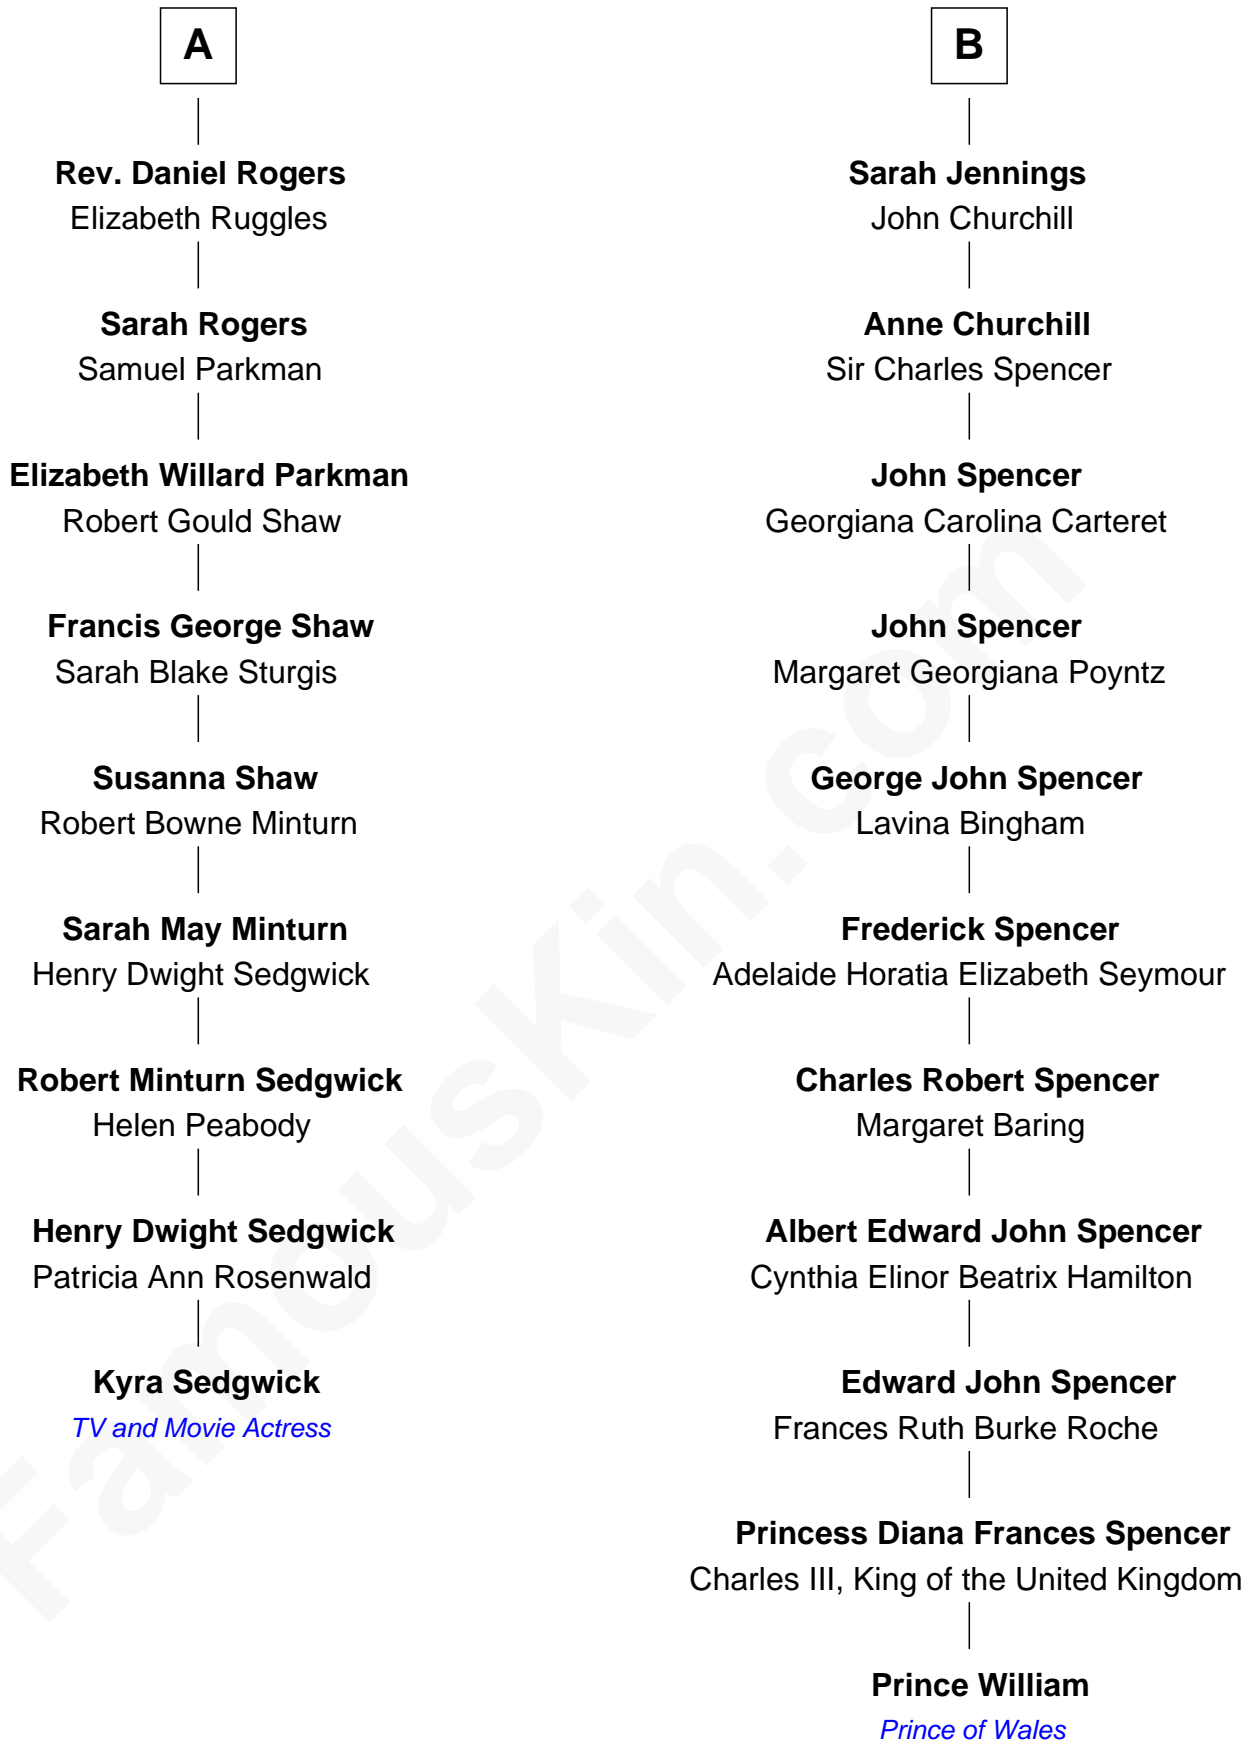 A
Rev. Daniel Rogers
Elizabeth Ruggles
Sarah Rogers
Samuel Parkman
Elizabeth Willard Parkman
Robert Gould Shaw
Francis George Shaw
Sarah Blake Sturgis
Susanna Shaw
Robert Bowne Minturn
Sarah May Minturn
Henry Dwight Sedgwick
Robert Minturn Sedgwick
Helen Peabody
Henry Dwight Sedgwick
Patricia Ann Rosenwald
Kyra Sedgwick
TV and Movie Actress
B
Sarah Jennings
John Churchill
Anne Churchill
Sir Charles Spencer
John Spencer
Georgiana Carolina Carteret
John Spencer
Margaret Georgiana Poyntz
George John Spencer
Lavina Bingham
Frederick Spencer
Adelaide Horatia Elizabeth Seymour
Charles Robert Spencer
Margaret Baring
Albert Edward John Spencer
Cynthia Elinor Beatrix Hamilton
Edward John Spencer
Frances Ruth Burke Roche
Princess Diana Frances Spencer
Charles III, King of the United Kingdom
Prince William
Prince of Wales
FamousKin.com